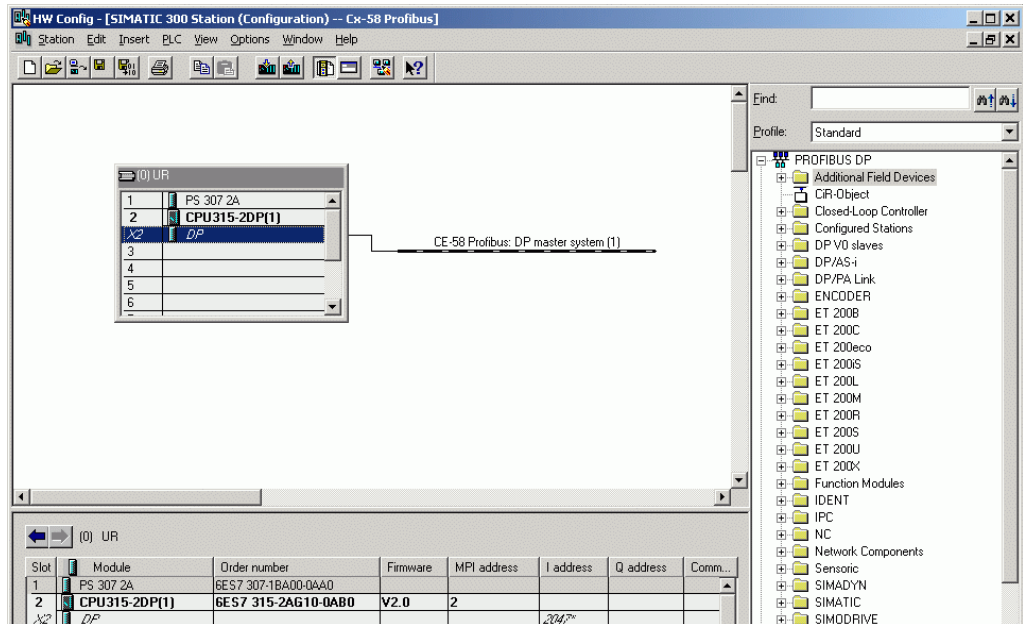 HW Config - [SIMATIC 300 Station (Configuration) -- Cx-58 Profibus]
Station Edit Insert PLC View Options Window Help
Find:
Profile: Standard
(0) UR
1 PS 307 2A
2 CPU315-2DP(1)
X2 DP
3
4
5
6
CE-58 Profibus: DP master system (1)
PROFIBUS DP
Additional Field Devices
CiR-Object
Closed-Loop Controller
Configured Stations
DP V0 slaves
DP/AS-i
DP/PA Link
ENCODER
ET 200B
ET 200C
ET 200eco
ET 200iS
ET 200L
ET 200M
ET 200R
ET 200S
ET 200U
ET 200X
Function Modules
IDENT
IPC
NC
Network Components
Sensoric
SIMADYN
SIMATIC
SIMODRIVE
(0) UR
Slot Module Order number Firmware MPI address I address Q address Comm...
1 PS 307 2A 6ES7 307-1BA00-0AA0
2 CPU315-2DP(1) 6ES7 315-2AG10-0AB0 V2.0 2
X2 DP 2047*